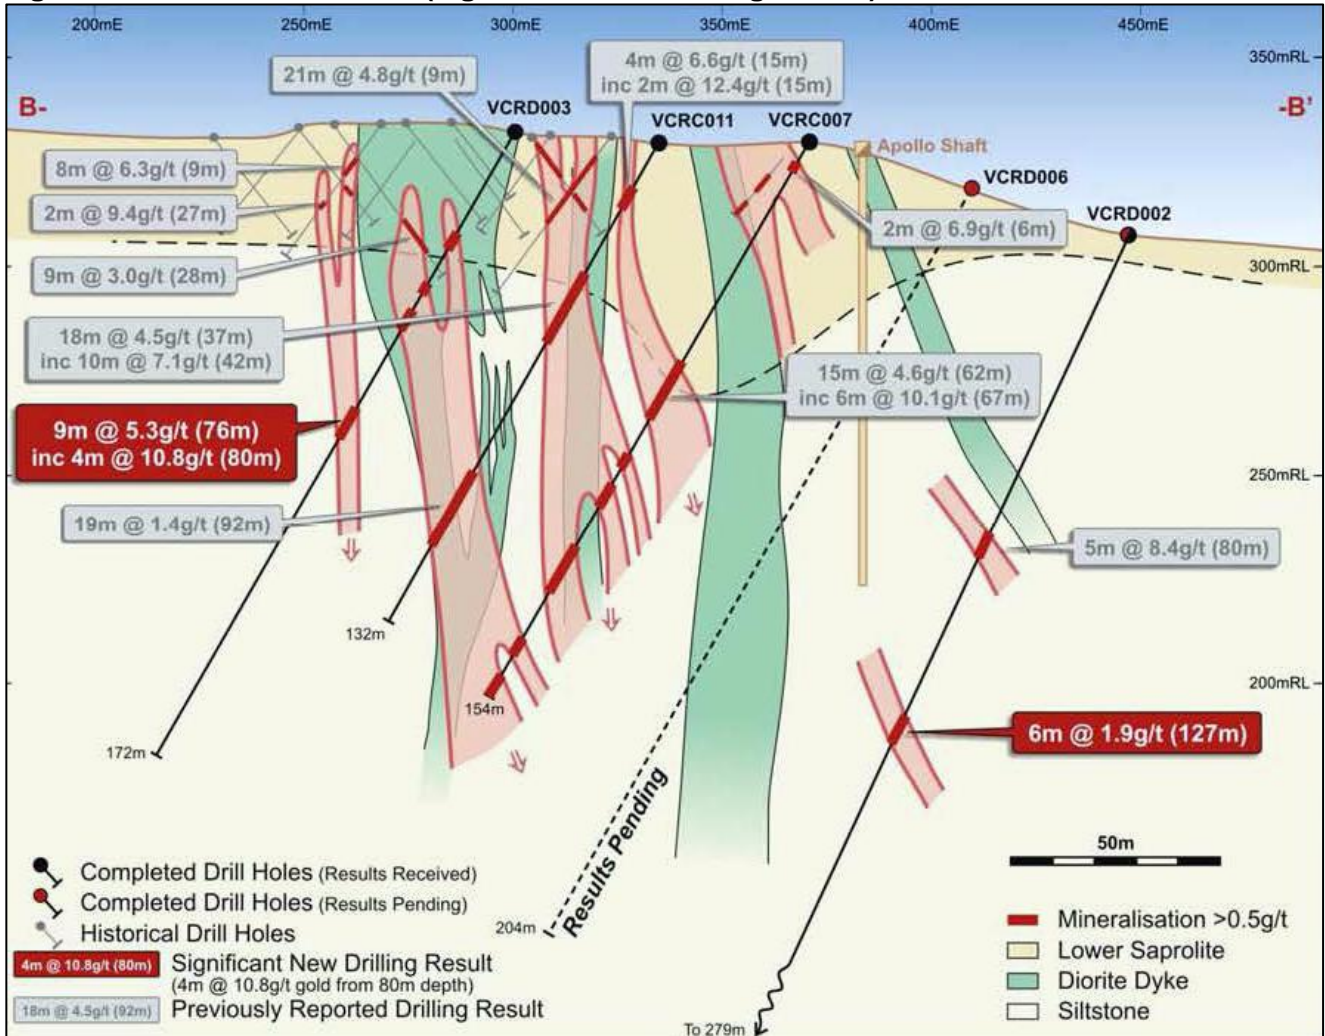 200mE
250mE
300mE
350mE
400mE
450mE
350mRL
300mRL
250mRL
200mRL
B-
-B'
21m @ 4.8g/t (9m)
4m @ 6.6g/t (15m)
inc 2m @ 12.4g/t (15m)
VCRD003
VCRC011
VCRC007
Apollo Shaft
VCRD006
VCRD002
8m @ 6.3g/t (9m)
2m @ 9.4g/t (27m)
2m @ 6.9g/t (6m)
9m @ 3.0g/t (28m)
18m @ 4.5g/t (37m)
inc 10m @ 7.1g/t (42m)
15m @ 4.6g/t (62m)
inc 6m @ 10.1g/t (67m)
9m @ 5.3g/t (76m)
inc 4m @ 10.8g/t (80m)
19m @ 1.4g/t (92m)
5m @ 8.4g/t (80m)
132m
154m
172m
6m @ 1.9g/t (127m)
Results Pending
204m
To 279m
50m
Completed Drill Holes (Results Received)
Completed Drill Holes (Results Pending)
Historical Drill Holes
4m @ 10.8g/t (80m)
Significant New Drilling Result
(4m @ 10.8g/t gold from 80m depth)
18m @ 4.5g/t (92m)
Previously Reported Drilling Result
Mineralisation >0.5g/t
Lower Saprolite
Diorite Dyke
Siltstone